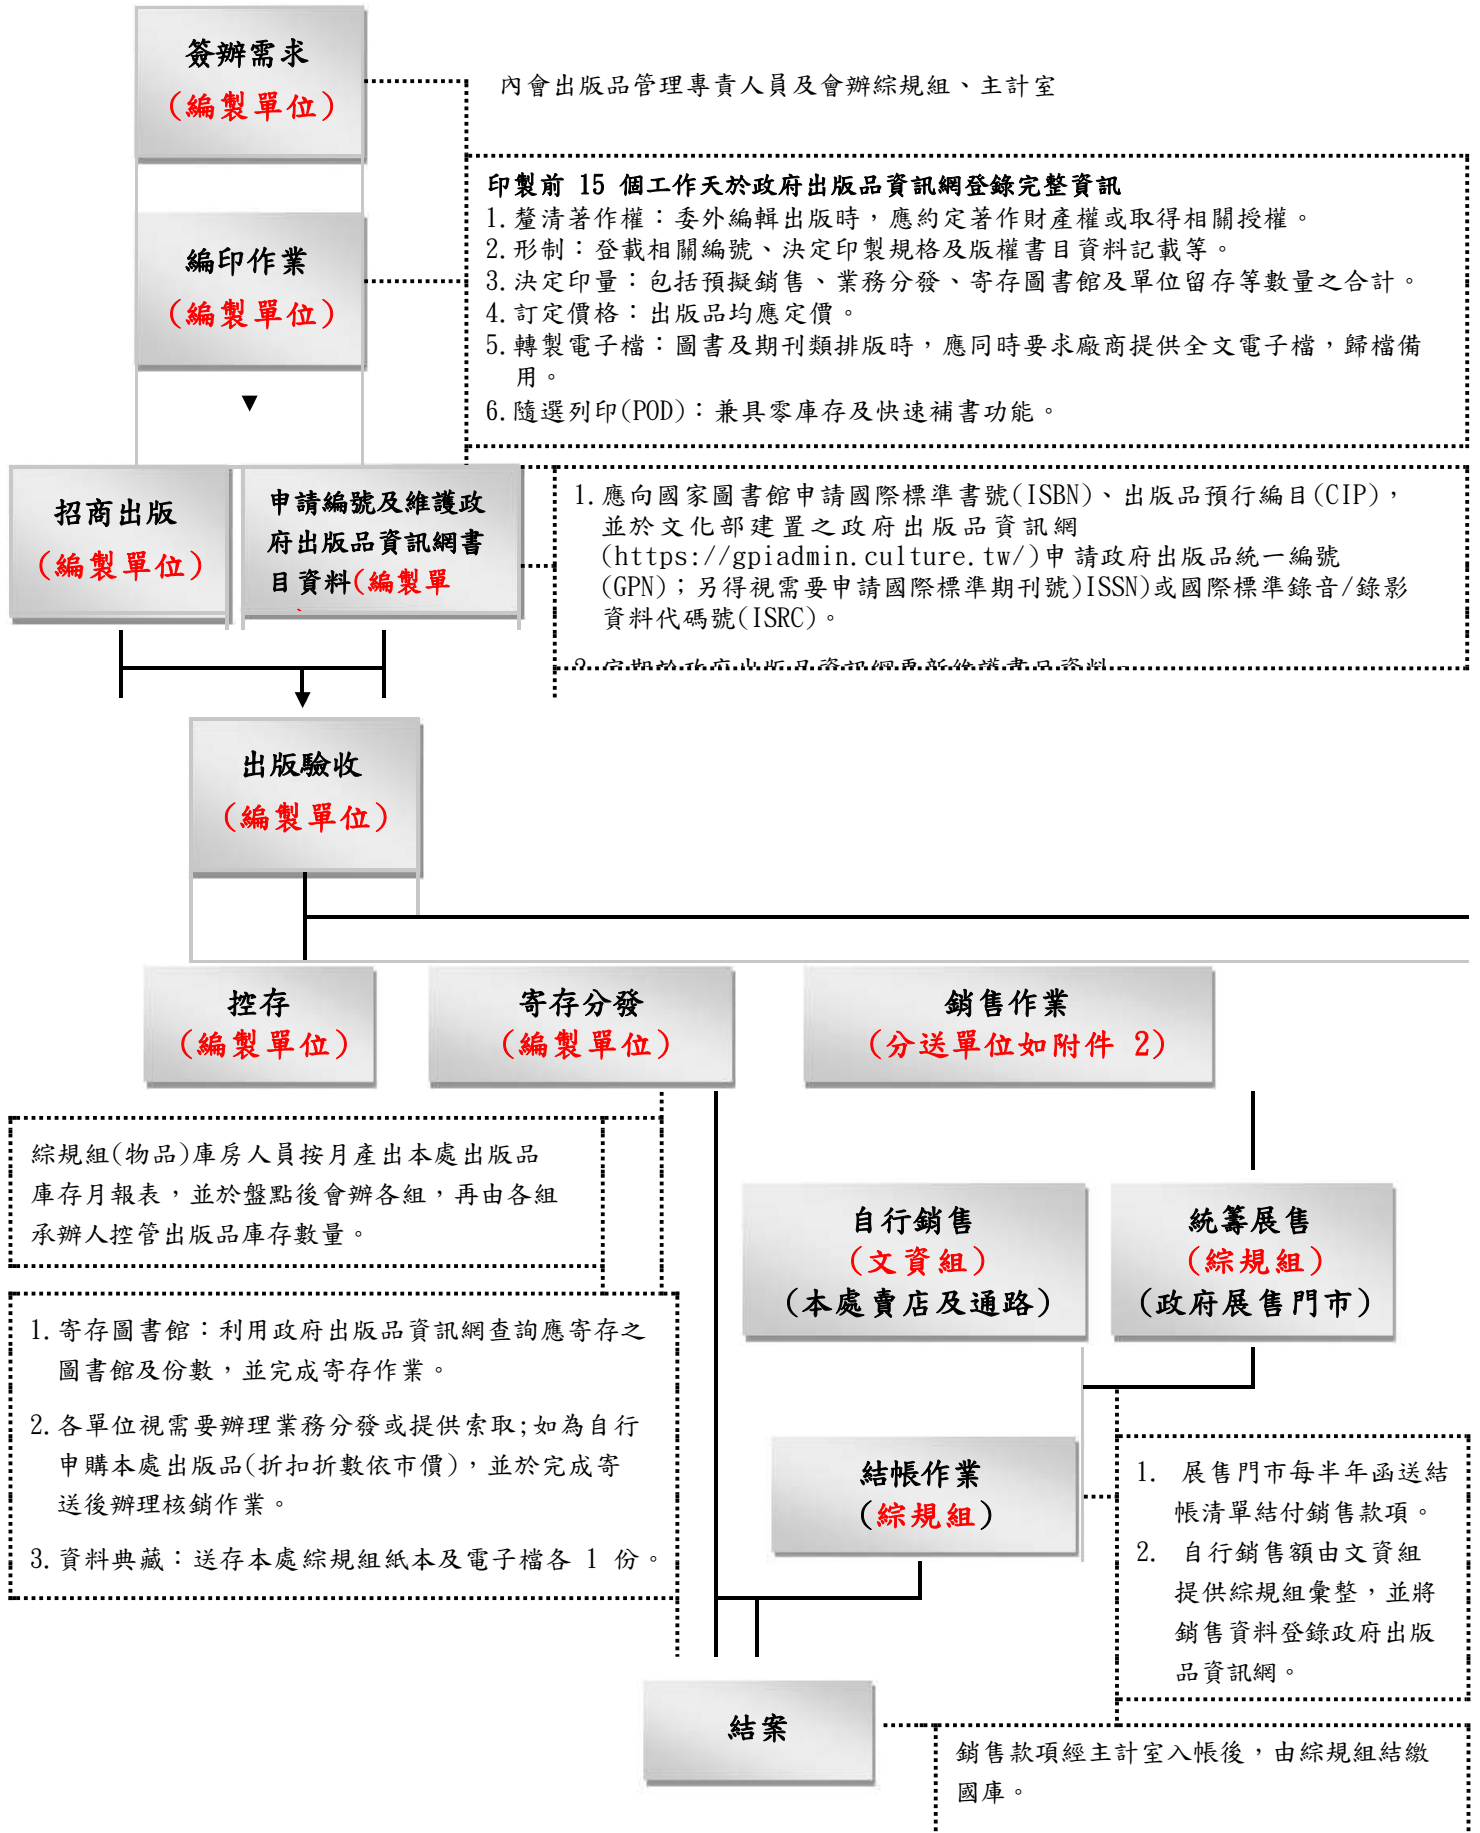 簽辦需求
(編製單位)
內會出版品管理專責人員及會辦綜規組、主計室
編印作業
(編製單位)
▼
印製前 15 個工作天於政府出版品資訊網登錄完整資訊
1.釐清著作權：委外編輯出版時，應約定著作財產權或取得相關授權。
2.形制：登載相關編號、決定印製規格及版權書目資料記載等。
3.決定印量：包括預擬銷售、業務分發、寄存圖書館及單位留存等數量之合計。
4.訂定價格：出版品均應定價。
5.轉製電子檔：圖書及期刊類排版時，應同時要求廠商提供全文電子檔，歸檔備
用。
6.隨選列印(POD)：兼具零庫存及快速補書功能。
招商出版
(編製單位)
申請編號及維護政
府出版品資訊網書
目資料(編製單
1.應向國家圖書館申請國際標準書號(ISBN)、出版品預行編目(CIP)，
並於文化部建置之政府出版品資訊網
(https://gpiadmin.culture.tw/)申請政府出版品統一編號
(GPN)；另得視需要申請國際標準期刊號)ISSN)或國際標準錄音/錄影
資料代碼號(ISRC)。
2.定期於政府出版品資訊網更新維護書目資料。
出版驗收
(編製單位)
控存
(編製單位)
寄存分發
(編製單位)
銷售作業
(分送單位如附件 2)
綜規組(物品)庫房人員按月產出本處出版品
庫存月報表，並於盤點後會辦各組，再由各組
承辦人控管出版品庫存數量。
自行銷售
(文資組)
(本處賣店及通路)
統籌展售
(綜規組)
(政府展售門市)
1.寄存圖書館：利用政府出版品資訊網查詢應寄存之
圖書館及份數，並完成寄存作業。
2.各單位視需要辦理業務分發或提供索取;如為自行
申購本處出版品(折扣折數依市價)，並於完成寄
送後辦理核銷作業。
3.資料典藏：送存本處綜規組紙本及電子檔各 1 份。
結帳作業
(綜規組)
1. 展售門市每半年函送結
帳清單結付銷售款項。
2. 自行銷售額由文資組
提供綜規組彙整，並將
銷售資料登錄政府出版
品資訊網。
結案
銷售款項經主計室入帳後，由綜規組結繳
國庫。